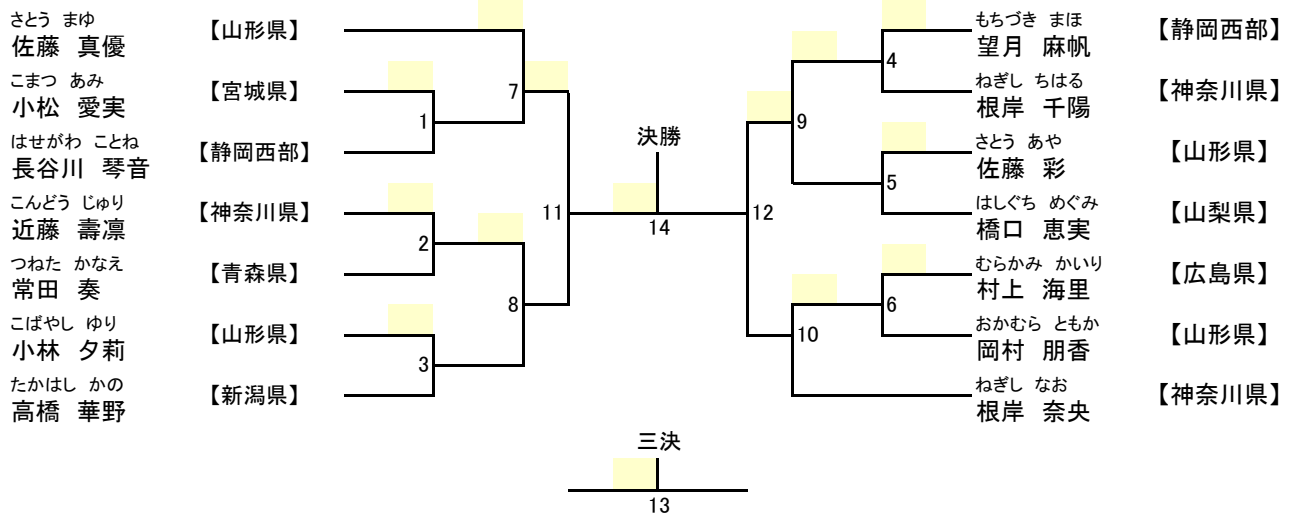 さとう まゆ
佐藤 真優
【山形県】
こまつ あみ
小松 愛実
【宮城県】
はせがわ ことね
長谷川 琴音
【静岡西部】
こんどう じゅり
近藤 壽凛
【神奈川県】
つねた かなえ
常田 奏
【青森県】
こばやし ゆり
小林 夕莉
【山形県】
たかはし かの
高橋 華野
【新潟県】
1
2
3
7
8
11
決勝
14
三決
13
12
9
10
4
5
6
もちづき まほ
望月 麻帆
【静岡西部】
ねぎし ちはる
根岸 千陽
【神奈川県】
さとう あや
佐藤 彩
【山形県】
はしぐち めぐみ
橋口 恵実
【山梨県】
むらかみ かいり
村上 海里
【広島県】
おかむら ともか
岡村 朋香
【山形県】
ねぎし なお
根岸 奈央
【神奈川県】